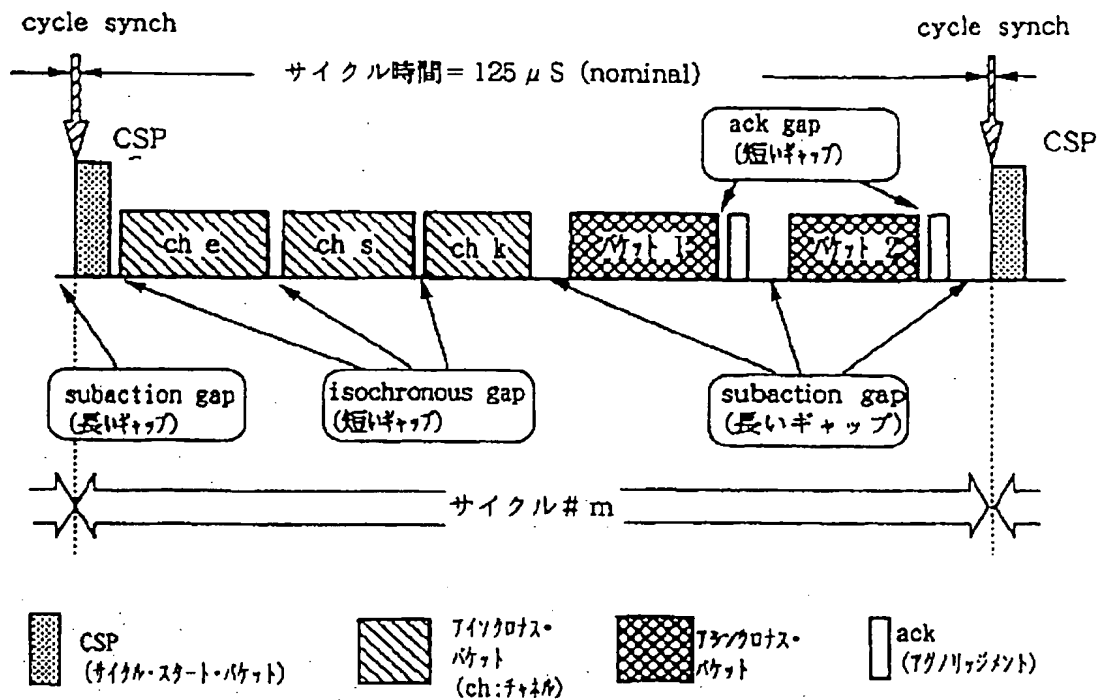 cycle synch
cycle synch
サイクル時間＝125μS (nominal)
CSP
CSP
ack gap
(短いギャップ)
ch e
ch s
ch k
パケット 1
パケット 2
subaction gap
(長いギャップ)
isochronous gap
(短いギャップ)
subaction gap
(長いギャップ)
サイクル＃m
CSP
(サイクル・スタート・パケット)
アイソクロナス・
パケット
(ch:チャネル)
アシンクロナス・
パケット
ack
(アクノリッジメント)